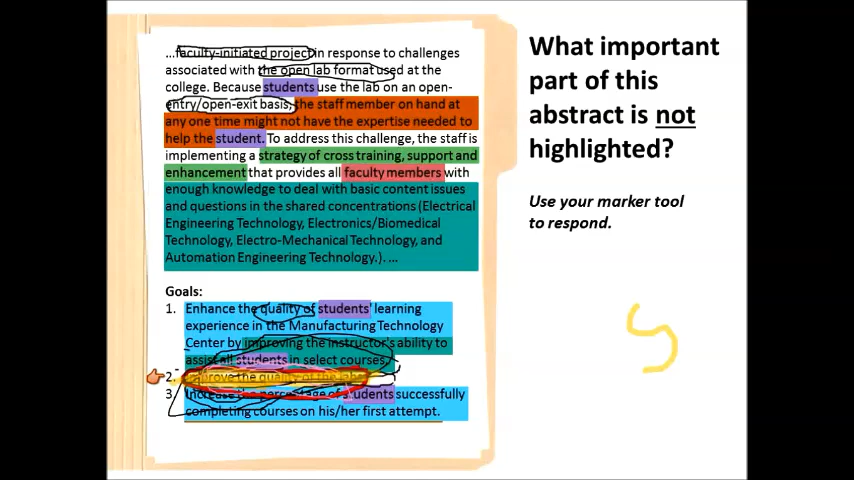 …faculty-initiated project in response to challenges
associated with the open lab format used at the
college. Because students use the lab on an open-
entry/open-exit basis, the staff member on hand at
any one time might not have the expertise needed to
help the student. To address this challenge, the staff is
implementing a strategy of cross training, support and
enhancement that provides all faculty members with
enough knowledge to deal with basic content issues
and questions in the shared concentrations (Electrical
Engineering Technology, Electronics/Biomedical
Technology, Electro-Mechanical Technology, and
Automation Engineering Technology.). …
Goals:
1. Enhance the quality of students' learning
experience in the Manufacturing Technology
Center by improving the instructor's ability to
assist all students in select courses.
2. Improve the quality of the labs
3. Increase the percentage of students successfully
completing courses on his/her first attempt.
What important
part of this
abstract is not
highlighted?
Use your marker tool
to respond.